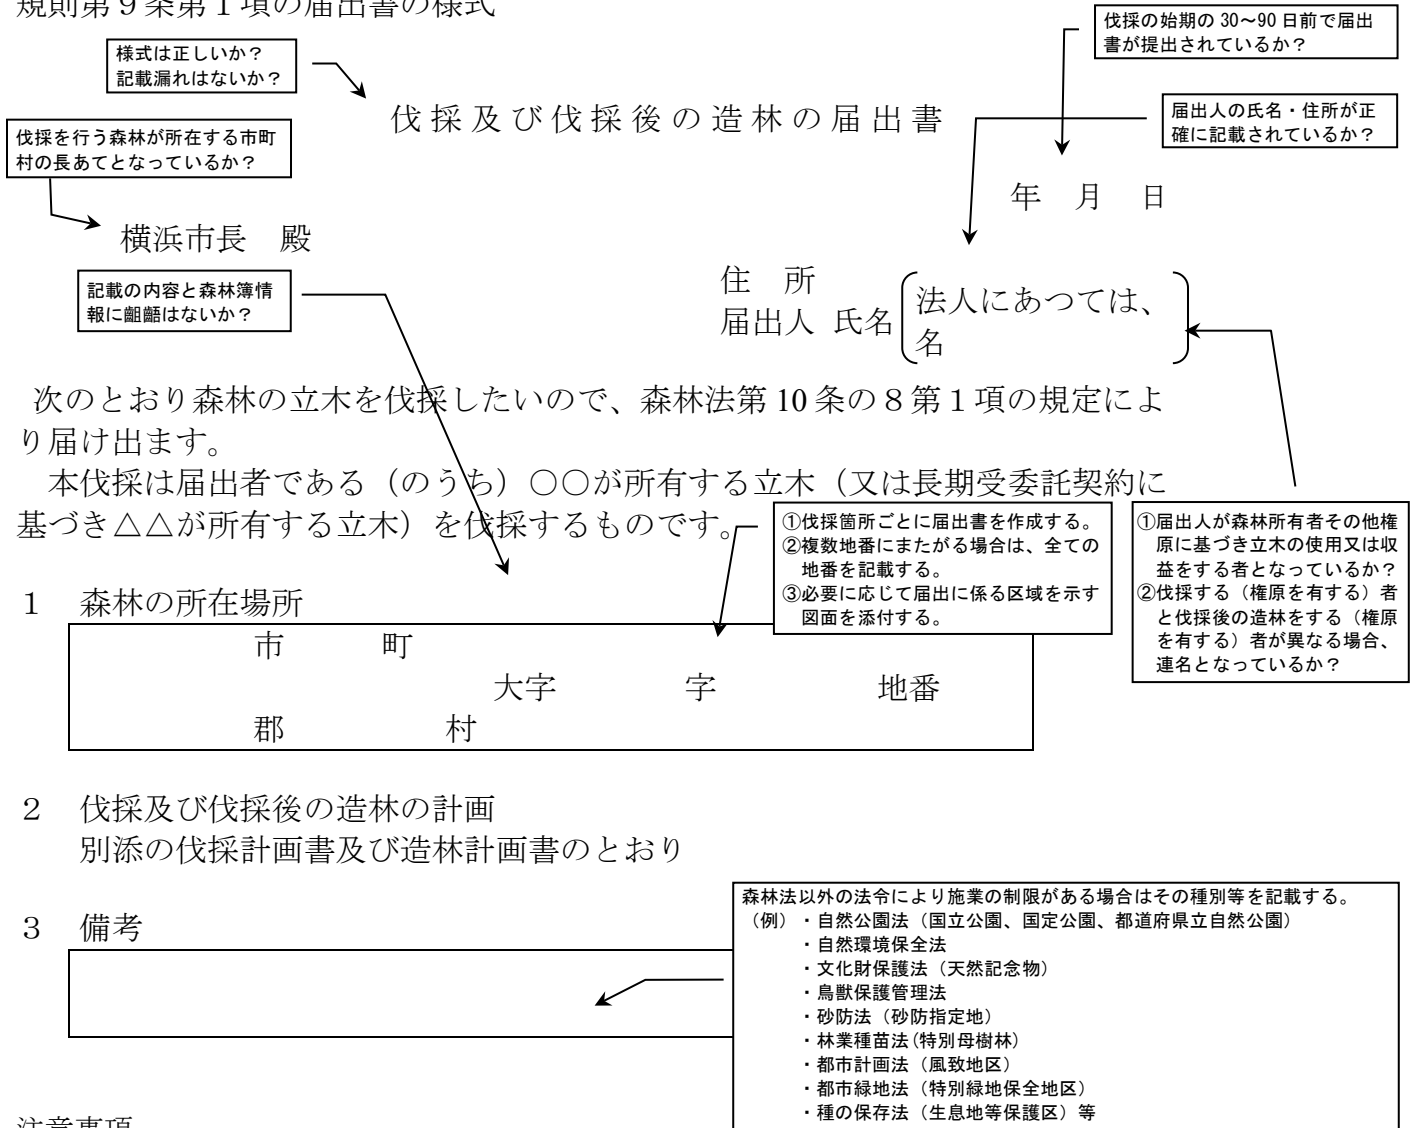 規則第９条第１項の届出書の様式
伐採の始期の 30～90 日前で届出
書が提出されているか？
様式は正しいか？
記載漏れはないか？
伐採及び伐採後の造林の届出書
届出人の氏名・住所が正
確に記載されているか？
伐採を行う森林が所在する市町
村の長あてとなっているか？
年　月　日
横浜市長　殿
住　所
届出人 氏名
法人にあつては、
名
記載の内容と森林簿情
報に齟齬はないか？
次のとおり森林の立木を伐採したいので、森林法第 10 条の８第１項の規定によ
り届け出ます。
本伐採は届出者である（のうち）○○が所有する立木（又は長期受委託契約に
基づき△△が所有する立木）を伐採するものです。
①伐採箇所ごとに届出書を作成する。
②複数地番にまたがる場合は、全ての
地番を記載する。
③必要に応じて届出に係る区域を示す
図面を添付する。
①届出人が森林所有者その他権
原に基づき立木の使用又は収
益をする者となっているか？
②伐採する（権原を有する）者
と伐採後の造林をする（権原
を有する）者が異なる場合、
連名となっているか？
１　森林の所在場所
市　　　町
大字　　　　字　　　　　地番
郡　　　　　村
２　伐採及び伐採後の造林の計画
別添の伐採計画書及び造林計画書のとおり
３　備考
森林法以外の法令により施業の制限がある場合はその種別等を記載する。
（例）・自然公園法（国立公園、国定公園、都道府県立自然公園）
・自然環境保全法
・文化財保護法（天然記念物）
・鳥獣保護管理法
・砂防法（砂防指定地）
・林業種苗法(特別母樹林)
・都市計画法（風致地区）
・都市緑地法（特別緑地保全地区）
・種の保存法（生息地等保護区）等
注意事項